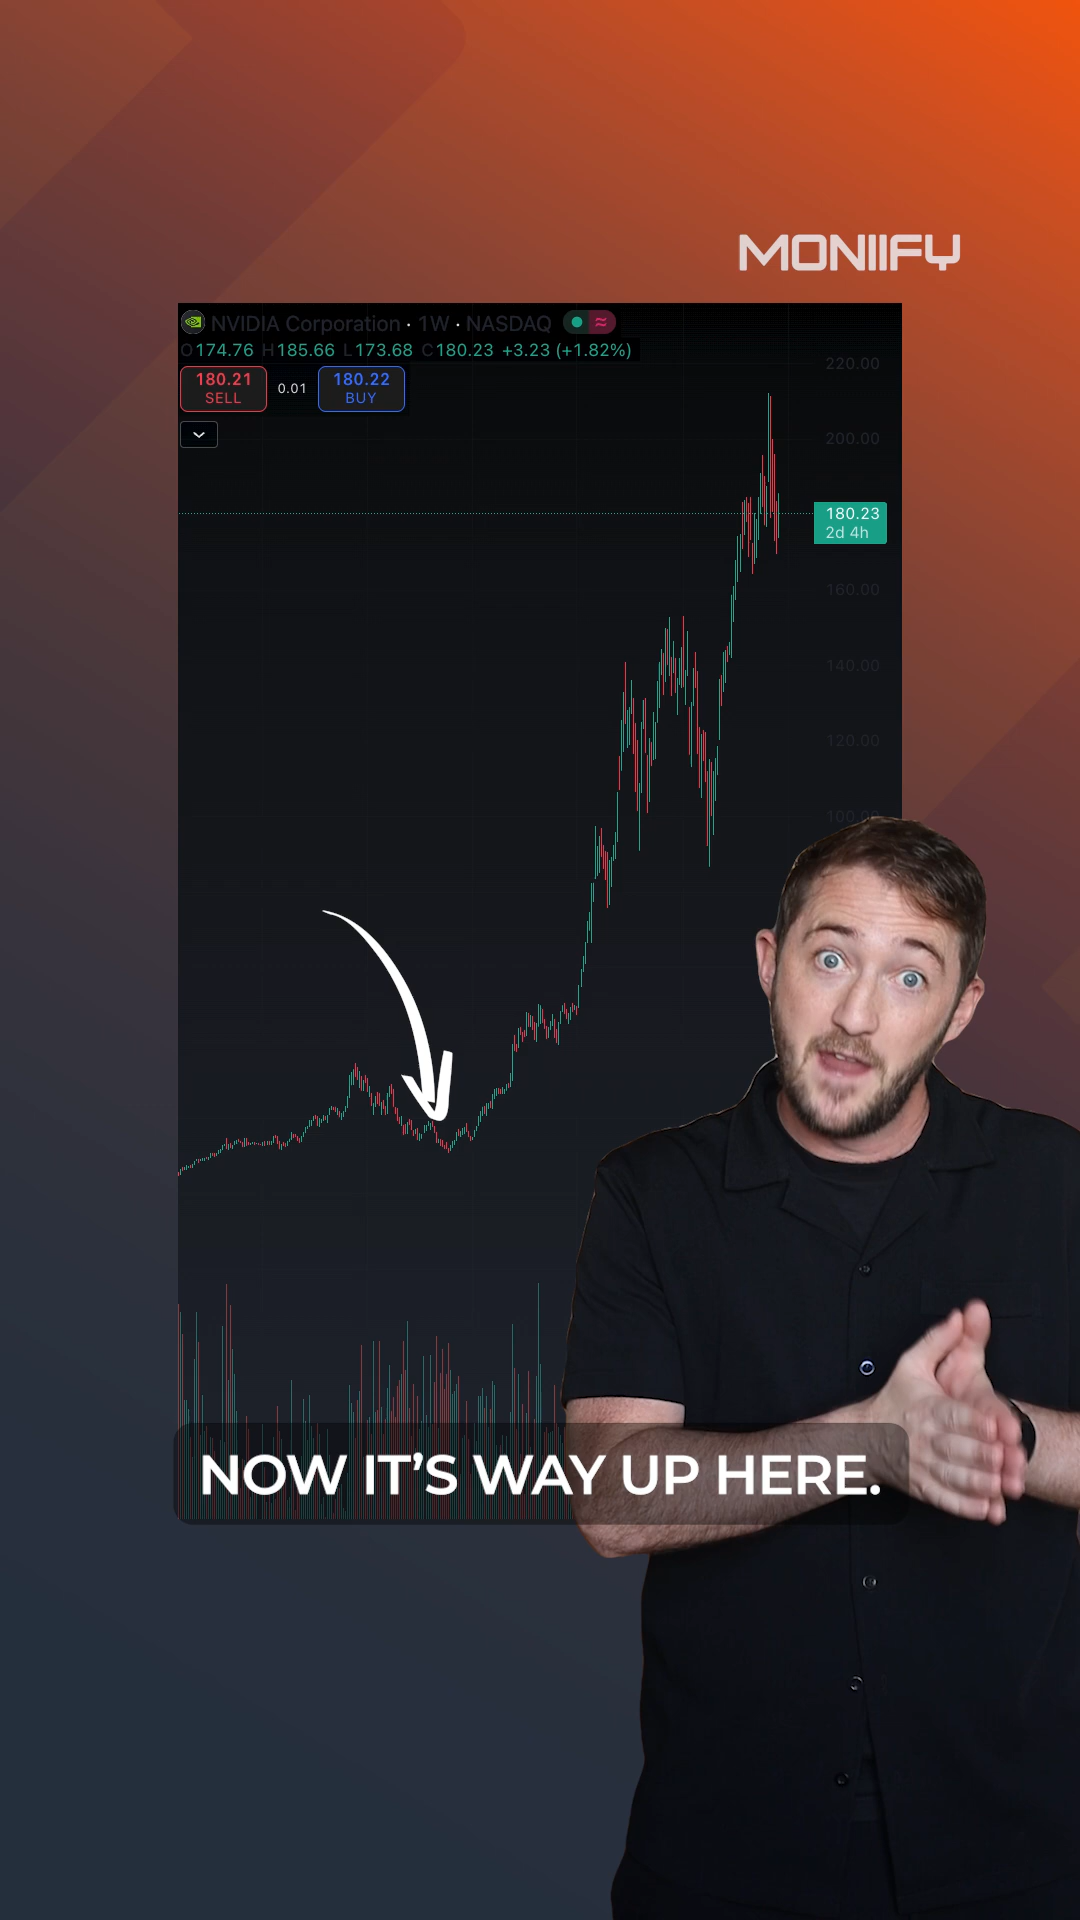 MONIIFY
NVIDIA Corporation · 1W · NASDAQ
O174.76 H185.66 L173.68 C180.23 +3.23 (+1.82%)
180.21 0.01 180.22
SELL BUY
220.00
200.00
180.23
2d 4h
160.00
140.00
120.00
100.00
NOW IT'S WAY UP HERE.